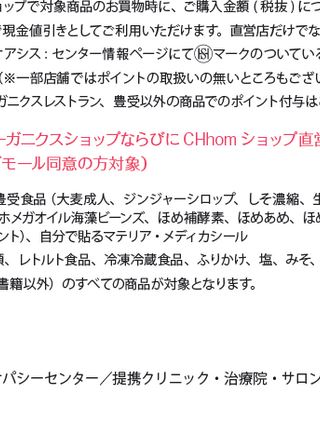 ョップで対象商品のお買物時に、ご購入金額(税抜)につ
で現金値引きとしてご利用いただけます。直営店だけでな
ケアシス：センター情報ページにてマークのついている
(※一部店舗ではポイントの取扱いの無いところもござい
ガニクスレストラン、豊受以外の商品でのポイント付与は
ーガニクスショップならびに CHhom ショップ直営
モール同意の方対象)
豊受食品(大麦成人、ジンジャーシロップ、しそ濃縮、生
ホメガオイル海藻ビーンズ、ほめ補酵素、ほめあめ、ほ
ント)、自分で貼るマテリア・メディカシール
頁、レトルト食品、冷凍冷蔵食品、ふりかけ、塩、みそ、
書籍以外)のすべての商品が対象となります。
パシーセンター／提携クリニック・治療院・サロン